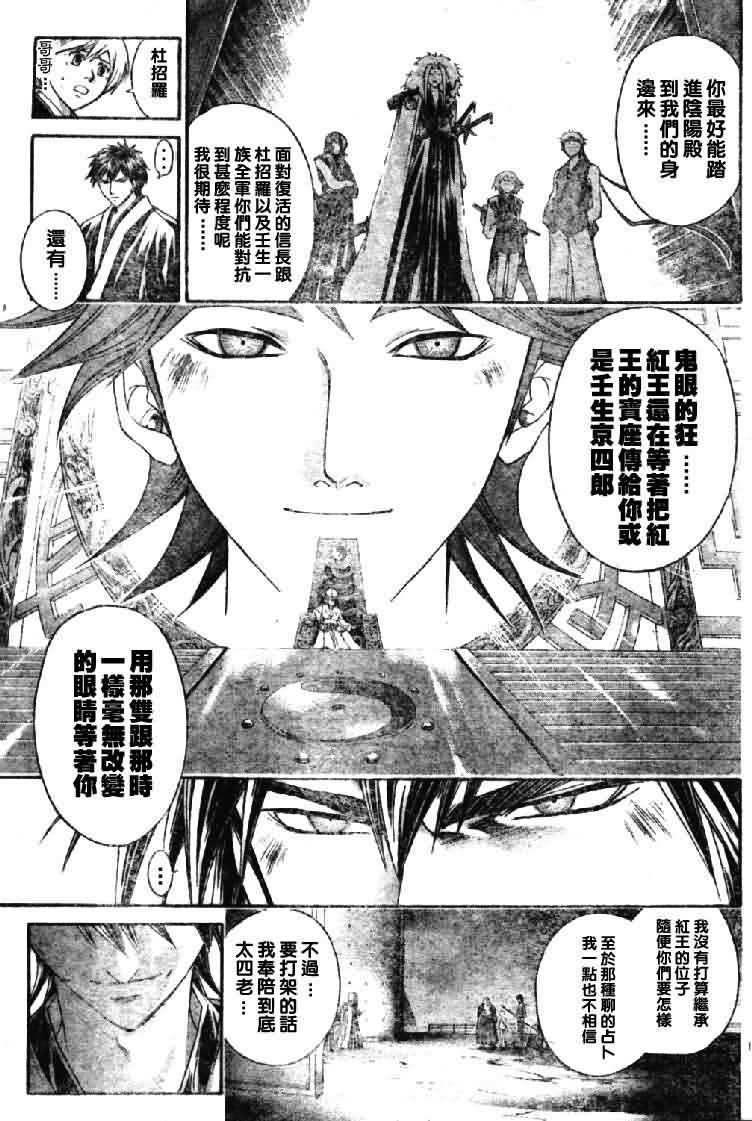 你最好能踏
進陰陽殿
到我們的身
邊來……
面對復活的信長跟
杜招羅以及壬生一
族全軍你們能對抗
到甚麼程度呢
我很期待……
杜招羅
哥哥…
…
還有
……
鬼眼的狂……
紅王還在等著把紅
王的寶座傳給你或
是壬生京四郎
用那雙跟那時
一樣毫無改變
的眼睛等著你
…
我沒有打算繼承
紅王的位子
隨便你們要怎樣
至於那種聊的占卜
我一點也不相信
不過…
要打架的話
我奉陪到底
太四老…